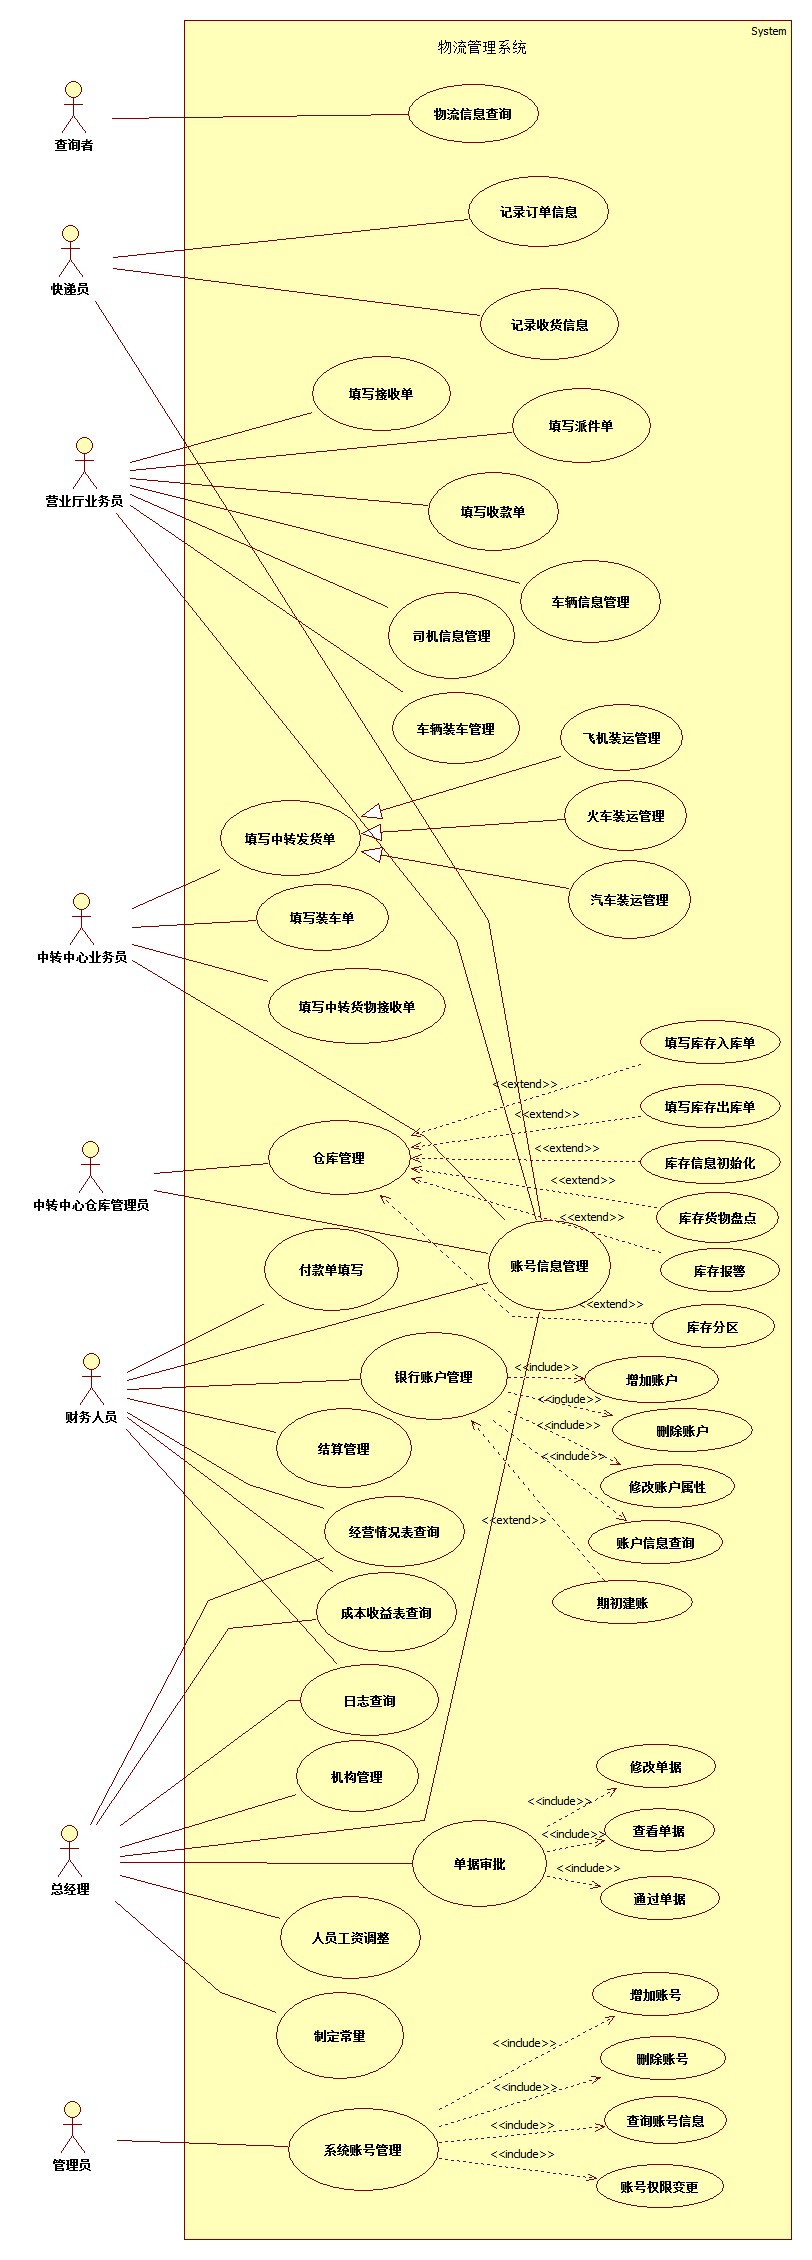 System
物流管理系统
查询者
物流信息查询
快递员
记录订单信息
记录收货信息
营业厅业务员
填写接收单
填写派件单
填写收款单
车辆信息管理
司机信息管理
车辆装车管理
飞机装运管理
火车装运管理
汽车装运管理
填写中转发货单
中转中心业务员
填写装车单
填写中转货物接收单
中转中心仓库管理员
仓库管理
<<extend>>
填写库存入库单
<<extend>>
填写库存出库单
<<extend>>
库存信息初始化
<<extend>>
库存货物盘点
<<extend>>
库存报警
<<extend>>
库存分区
账号信息管理
付款单填写
财务人员
银行账户管理
<<include>>
增加账户
<<include>>
删除账户
<<include>>
修改账户属性
<<include>>
账户信息查询
<<extend>>
期初建账
结算管理
经营情况表查询
成本收益表查询
日志查询
机构管理
总经理
单据审批
<<include>>
修改单据
<<include>>
查看单据
<<include>>
通过单据
人员工资调整
制定常量
管理员
系统账号管理
<<include>>
增加账号
<<include>>
删除账号
<<include>>
查询账号信息
<<include>>
账号权限变更